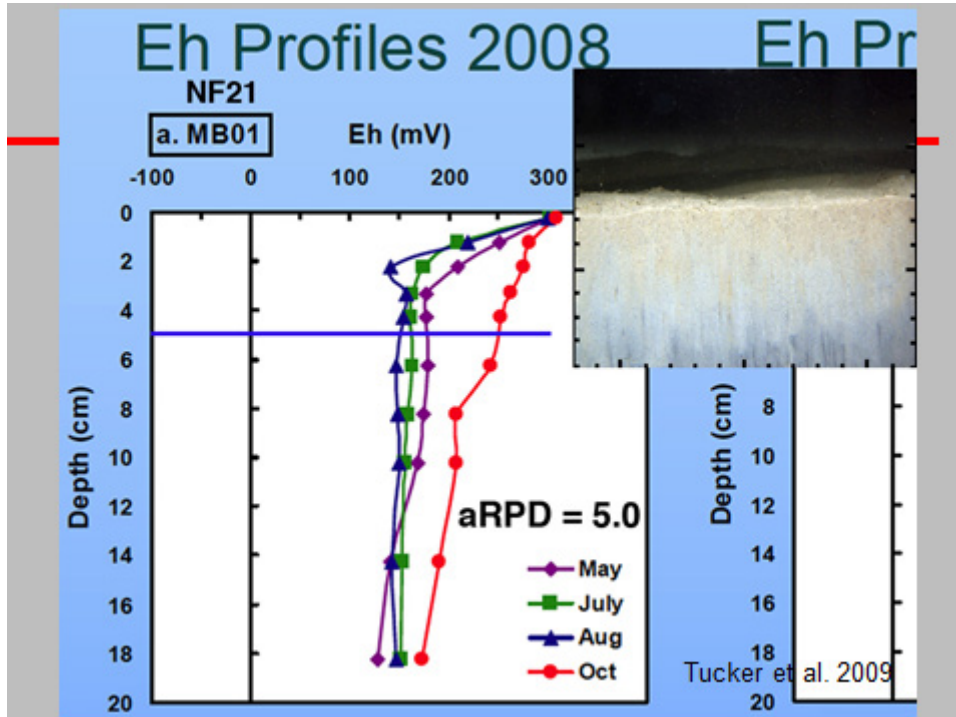 Eh Profiles 2008
Eh Pr
NF21
a. MB01
Eh (mV)
-100 0 100 200 300
0
2
4
6
8
10
12
14
16
18
20
Depth (cm)
aRPD = 5.0
May
July
Aug
Oct
8
10
12
14
16
18
20
Depth (cm)
Tucker et al. 2009